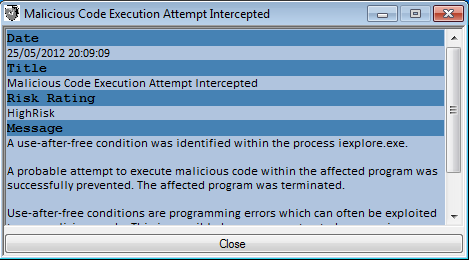 Malicious Code Execution Attempt Intercepted
Date
25/05/2012 20:09:09
Title
Malicious Code Execution Attempt Intercepted
Risk Rating
HighRisk
Message
A use-after-free condition was identified within the process iexplore.exe.
A probable attempt to execute malicious code within the affected program was
successfully prevented. The affected program was terminated.
Use-after-free conditions are programming errors which can often be exploited
Close